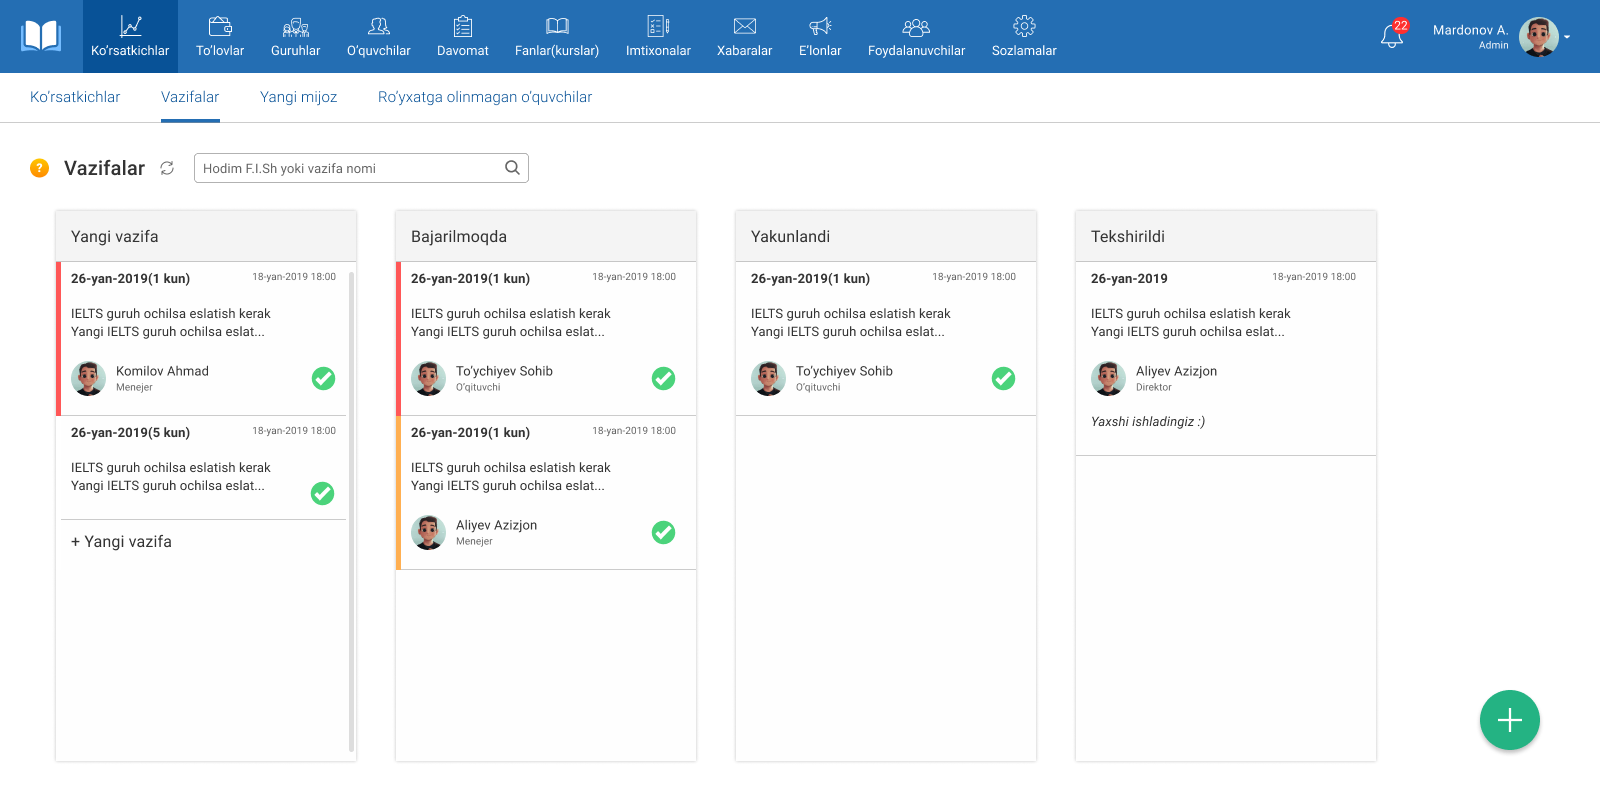 Ko‘rsatkichlar
To‘lovlar
Guruhlar
O‘quvchilar
Davomat
Fanlar(kurslar)
Imtixonalar
Xabaralar
E’lonlar
Foydalanuvchilar
Sozlamalar
22
Mardonov A.
Admin
Ko‘rsatkichlar
Vazifalar
Yangi mijoz
Ro‘yxatga olinmagan o‘quvchilar
?
Vazifalar
Hodim F.I.Sh yoki vazifa nomi
Yangi vazifa
26-yan-2019(1 kun)
18-yan-2019 18:00
IELTS guruh ochilsa eslatish kerak
Yangi IELTS guruh ochilsa eslat...
Komilov Ahmad
Menejer
26-yan-2019(5 kun)
18-yan-2019 18:00
IELTS guruh ochilsa eslatish kerak
Yangi IELTS guruh ochilsa eslat...
+ Yangi vazifa
Bajarilmoqda
26-yan-2019(1 kun)
18-yan-2019 18:00
IELTS guruh ochilsa eslatish kerak
Yangi IELTS guruh ochilsa eslat...
To‘ychiyev Sohib
O‘qituvchi
26-yan-2019(1 kun)
18-yan-2019 18:00
IELTS guruh ochilsa eslatish kerak
Yangi IELTS guruh ochilsa eslat...
Aliyev Azizjon
Menejer
Yakunlandi
26-yan-2019(1 kun)
18-yan-2019 18:00
IELTS guruh ochilsa eslatish kerak
Yangi IELTS guruh ochilsa eslat...
To‘ychiyev Sohib
O‘qituvchi
Tekshirildi
26-yan-2019
18-yan-2019 18:00
IELTS guruh ochilsa eslatish kerak
Yangi IELTS guruh ochilsa eslat...
Aliyev Azizjon
Direktor
Yaxshi ishladingiz :)